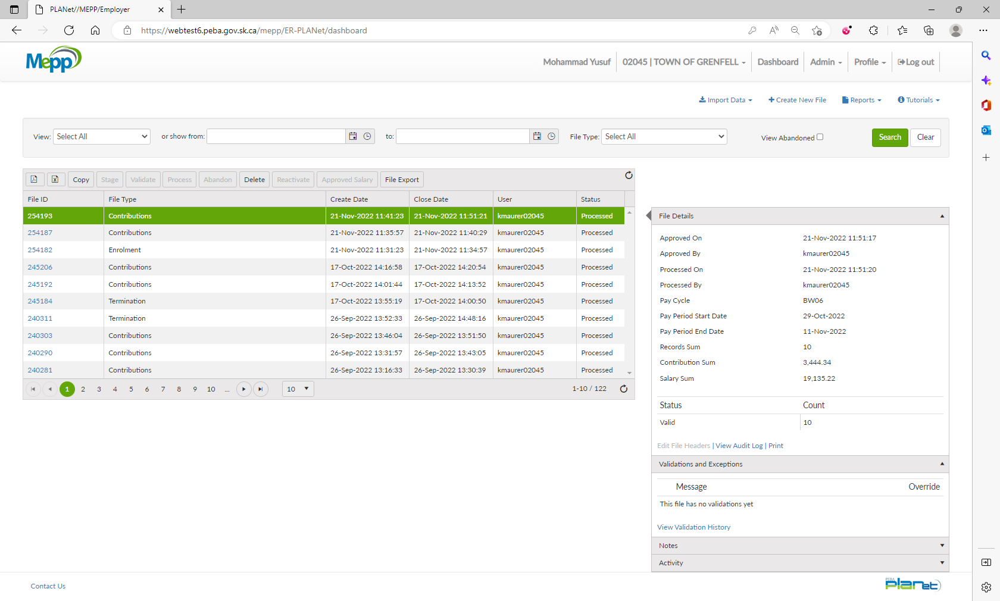 PLANet//MEPP/Employer
https://webtest6.peba.gov.sk.ca/mepp/ER-PLANet/dashboard
Mepp
Mohammad Yusuf 02045 | TOWN OF GRENFELL Dashboard Admin Profile Log out
Import Data Create New File Reports Tutorials
View: Select All or show from: to: File Type: Select All View Abandoned Search Clear
Copy Stage Validate Process Abandon Delete Reactivate Approved Salary File Export
File ID File Type Create Date Close Date User Status
254193 Contributions 21-Nov-2022 11:41:23 21-Nov-2022 11:51:21 kmaurer02045 Processed
254187 Contributions 21-Nov-2022 11:35:57 21-Nov-2022 11:40:29 kmaurer02045 Processed
254182 Enrolment 21-Nov-2022 11:31:23 21-Nov-2022 11:34:57 kmaurer02045 Processed
245206 Contributions 17-Oct-2022 14:16:58 17-Oct-2022 14:20:54 kmaurer02045 Processed
245192 Contributions 17-Oct-2022 14:01:44 17-Oct-2022 14:13:52 kmaurer02045 Processed
245184 Termination 17-Oct-2022 13:55:19 17-Oct-2022 14:00:50 kmaurer02045 Processed
240311 Termination 26-Sep-2022 13:52:33 26-Sep-2022 14:48:16 kmaurer02045 Processed
240303 Contributions 26-Sep-2022 13:46:04 26-Sep-2022 13:51:50 kmaurer02045 Processed
240290 Contributions 26-Sep-2022 13:31:57 26-Sep-2022 13:43:05 kmaurer02045 Processed
240281 Contributions 26-Sep-2022 13:16:33 26-Sep-2022 13:30:39 kmaurer02045 Processed
1 2 3 4 5 6 7 8 9 10 ... 10 1-10 / 122
File Details
Approved On 21-Nov-2022 11:51:17
Approved By kmaurer02045
Processed On 21-Nov-2022 11:51:20
Processed By kmaurer02045
Pay Cycle BW06
Pay Period Start Date 29-Oct-2022
Pay Period End Date 11-Nov-2022
Records Sum 10
Contribution Sum 3,444.34
Salary Sum 19,135.22
Status Count
Valid 10
Edit File Headers | View Audit Log | Print
Validations and Exceptions
Message Override
This file has no validations yet
View Validation History
Notes
Activity
Contact Us
PEBA
Planet